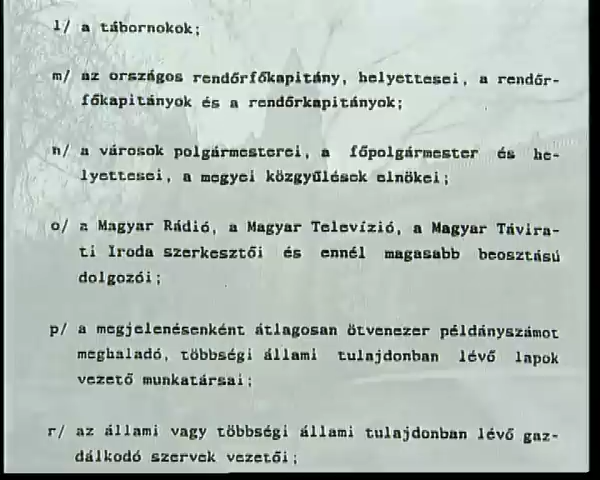 l/ a tábornokok;
m/ az országos rendőrfőkapitány, helyettesei, a rendőr-
főkapitányok és a rendőrkapitányok;
n/ a városok polgármesterei, a főpolgármester és he-
lyettesei, a megyei közgyűlések elnökei;
o/ a Magyar Rádió, a Magyar Televízió, a Magyar Távira-
ti Iroda szerkesztői és ennél magasabb beosztású
dolgozói;
p/ a megjelenésenként átlagosan ötvenezer példányszámot
meghaladó, többségi állami tulajdonban lévő lapok
vezető munkatársai;
r/ az állami vagy többségi állami tulajdonban lévő gaz-
dálkodó szervek vezetői;